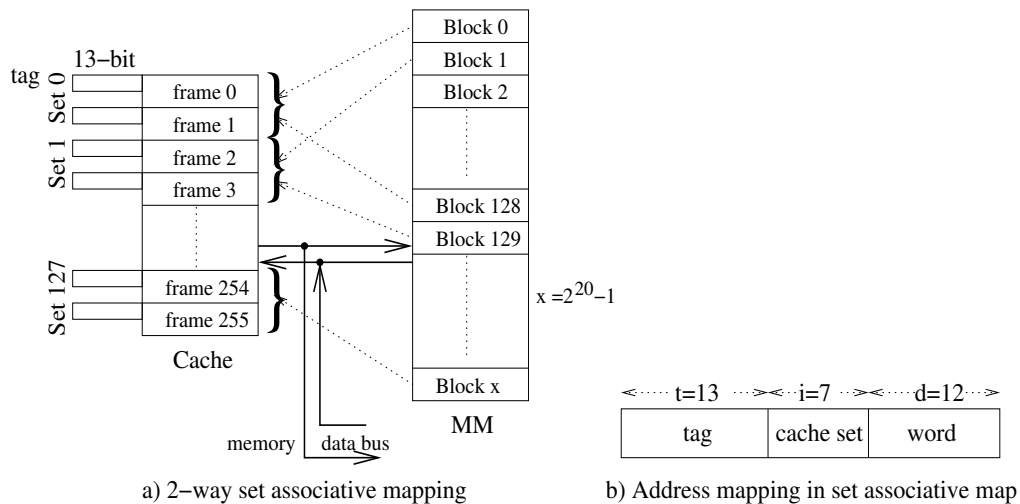 13−bit
tag
Set 0
Set 1
Set 127
frame 0
frame 1
frame 2
frame 3
frame 254
frame 255
Cache
Block 0
Block 1
Block 2
Block 128
Block 129
Block x
MM
x =2^20−1
memory
data bus
a) 2−way set associative mapping
t=13
i=7
d=12
tag
cache set
word
b) Address mapping in set associative map